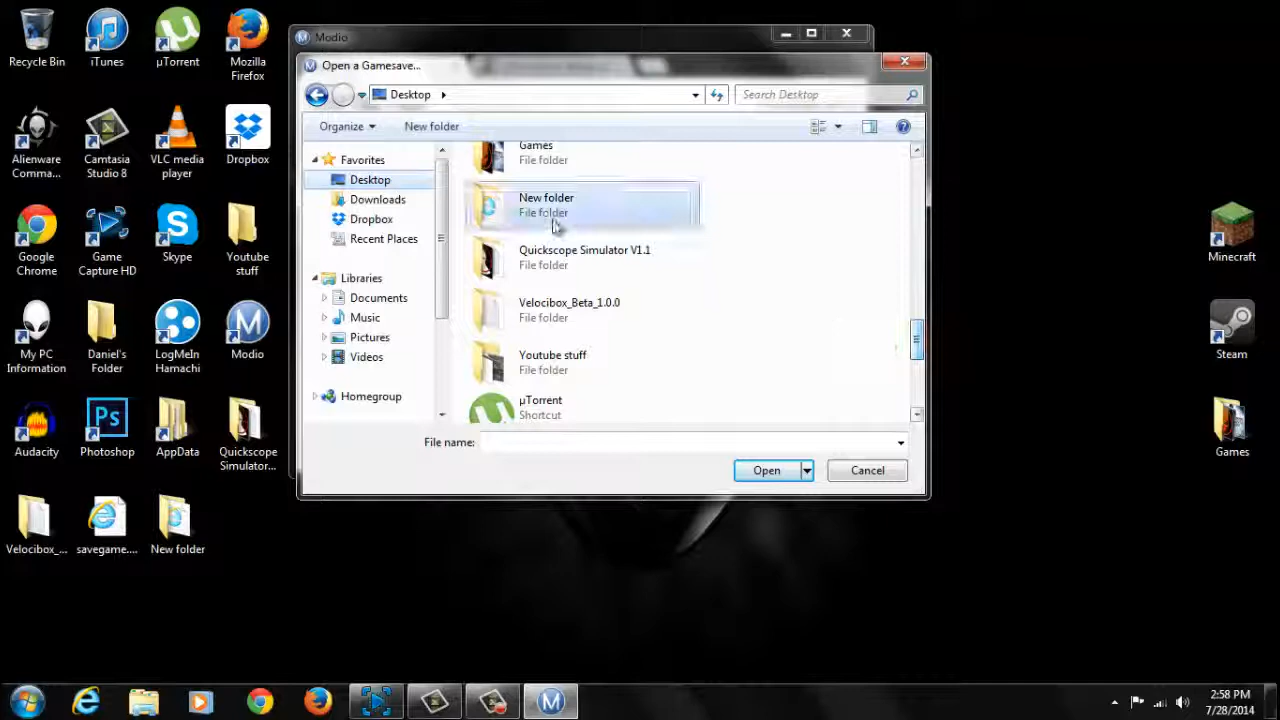 Recycle Bin
iTunes
µTorrent
Mozilla
Firefox
Alienware
Comma...
Camtasia
Studio 8
VLC media
player
Dropbox
Google
Chrome
Game
Capture HD
Skype
Youtube
stuff
My PC
Information
Daniel's
Folder
LogMeIn
Hamachi
Modio
Audacity
Photoshop
AppData
Quickscope
Simulator...
Velocibox_...
savegame....
New folder
Modio
Open a Gamesave...
Desktop
Search Desktop
Organize
New folder
Favorites
Desktop
Downloads
Dropbox
Recent Places
Libraries
Documents
Music
Pictures
Videos
Homegroup
Games
File folder
New folder
File folder
Quickscope Simulator V1.1
File folder
Velocibox_Beta_1.0.0
File folder
Youtube stuff
File folder
µTorrent
Shortcut
File name:
Open
Cancel
Minecraft
Steam
Games
2:58 PM
7/28/2014